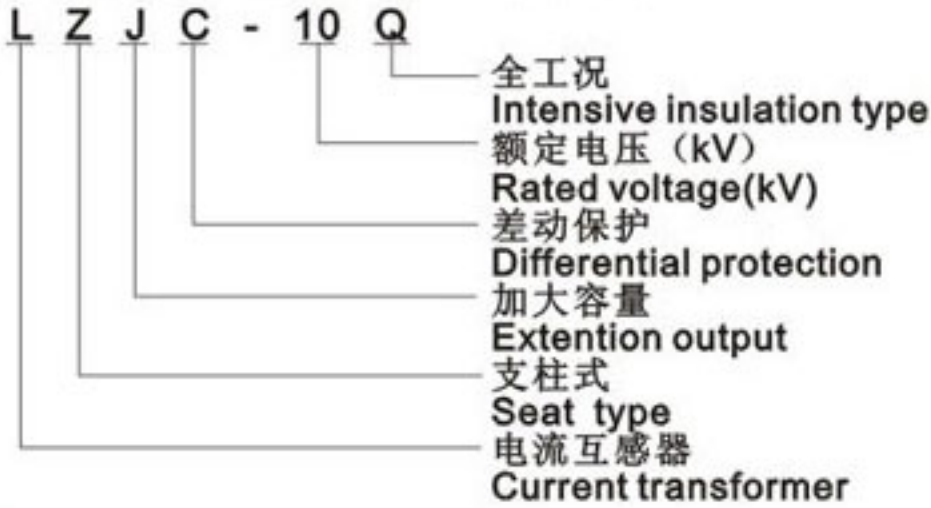 L Z J C - 10 Q
全工况
Intensive insulation type
额定电压（kV）
Rated voltage(kV)
差动保护
Differential protection
加大容量
Extention output
支柱式
Seat type
电流互感器
Current transformer